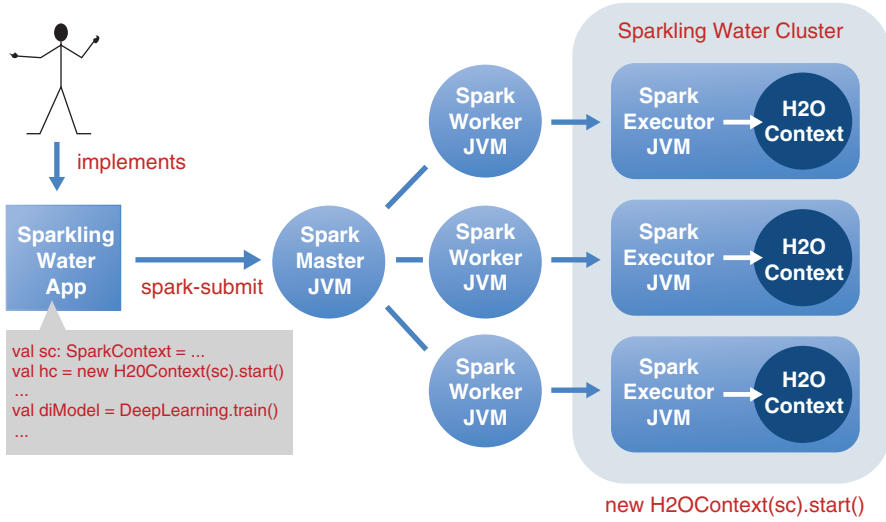 Sparkling Water Cluster
implements
Sparkling
Water
App
spark-submit
Spark
Master
JVM
Spark
Worker
JVM
Spark
Executor
JVM
H2O
Context
Spark
Worker
JVM
Spark
Executor
JVM
H2O
Context
Spark
Worker
JVM
Spark
Executor
JVM
H2O
Context
val sc: SparkContext = ...
val hc = new H20Context(sc).start()
...
val diModel = DeepLearning.train()
...
new H2OContext(sc).start()